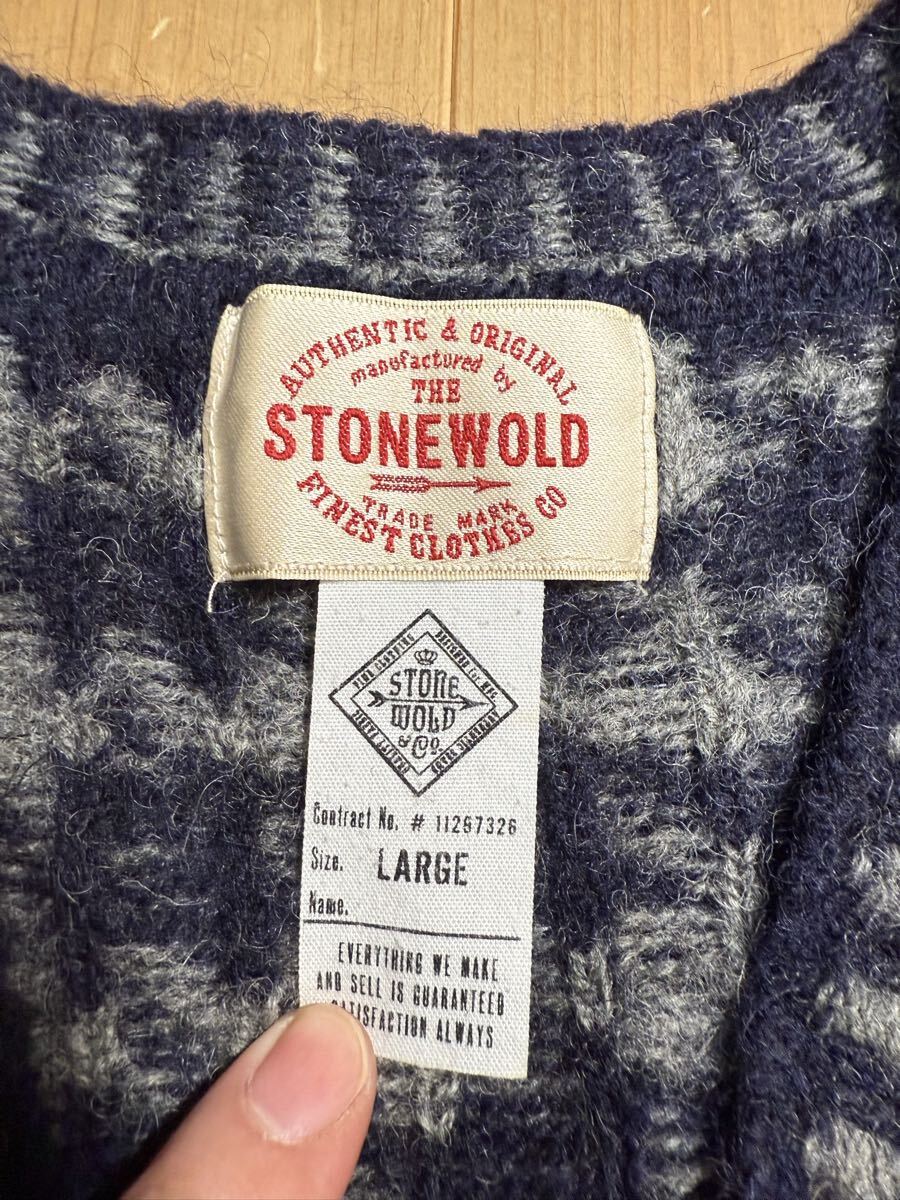 AUTHENTIC & ORIGINAL
manufactured by
THE
STONEWOLD
TRADE MARK
FINEST CLOTHES CO
STONE
WOLD
& Co.
Contract No. # 11267326
Size. LARGE
Name.
EVERYTHING WE MAKE
AND SELL IS GUARANTEED
SATISFACTION ALWAYS